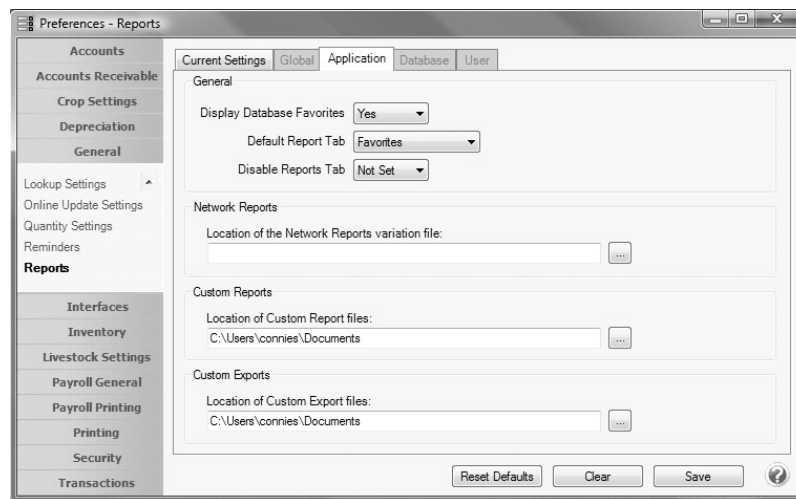 Preferences - Reports
Accounts
Accounts Receivable
Crop Settings
Depreciation
General
Lookup Settings
Online Update Settings
Quantity Settings
Reminders
Reports
Interfaces
Inventory
Livestock Settings
Payroll General
Payroll Printing
Printing
Security
Transactions
Current Settings Global Application Database User
General
Display Database Favorites Yes
Default Report Tab Favorites
Disable Reports Tab Not Set
Network Reports
Location of the Network Reports variation file:
...
Custom Reports
Location of Custom Report files:
C:\Users\connies\Documents ...
Custom Exports
Location of Custom Export files:
C:\Users\connies\Documents ...
Reset Defaults Clear Save ?